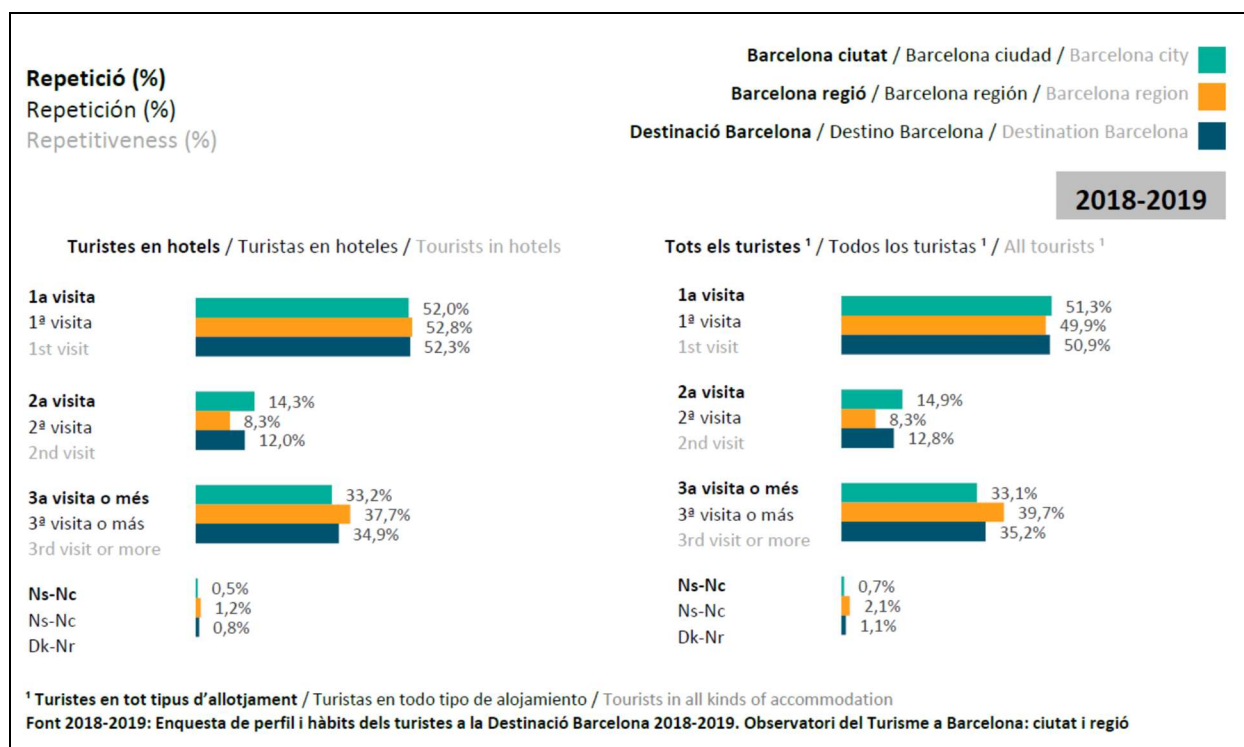 Repetició (%)
Repetición (%)
Repetitiveness (%)
Barcelona ciutat / Barcelona ciudad / Barcelona city
Barcelona regió / Barcelona región / Barcelona region
Destinació Barcelona / Destino Barcelona / Destination Barcelona
2018-2019
Turistes en hotels / Turistas en hoteles / Tourists in hotels
1a visita
1ª visita
1st visit
52,0%
52,8%
52,3%
2a visita
2ª visita
2nd visit
14,3%
8,3%
12,0%
3a visita o més
3ª visita o más
3rd visit or more
33,2%
37,7%
34,9%
Ns-Nc
Ns-Nc
Dk-Nr
0,5%
1,2%
0,8%
Tots els turistes ¹ / Todos los turistas ¹ / All tourists ¹
1a visita
1ª visita
1st visit
51,3%
49,9%
50,9%
2a visita
2ª visita
2nd visit
14,9%
8,3%
12,8%
3a visita o més
3ª visita o más
3rd visit or more
33,1%
39,7%
35,2%
Ns-Nc
Ns-Nc
Dk-Nr
0,7%
2,1%
1,1%
¹ Turistes en tot tipus d’allotjament / Turistas en todo tipo de alojamiento / Tourists in all kinds of accommodation
Font 2018-2019: Enquesta de perfil i hàbits dels turistes a la Destinació Barcelona 2018-2019. Observatori del Turisme a Barcelona: ciutat i regió